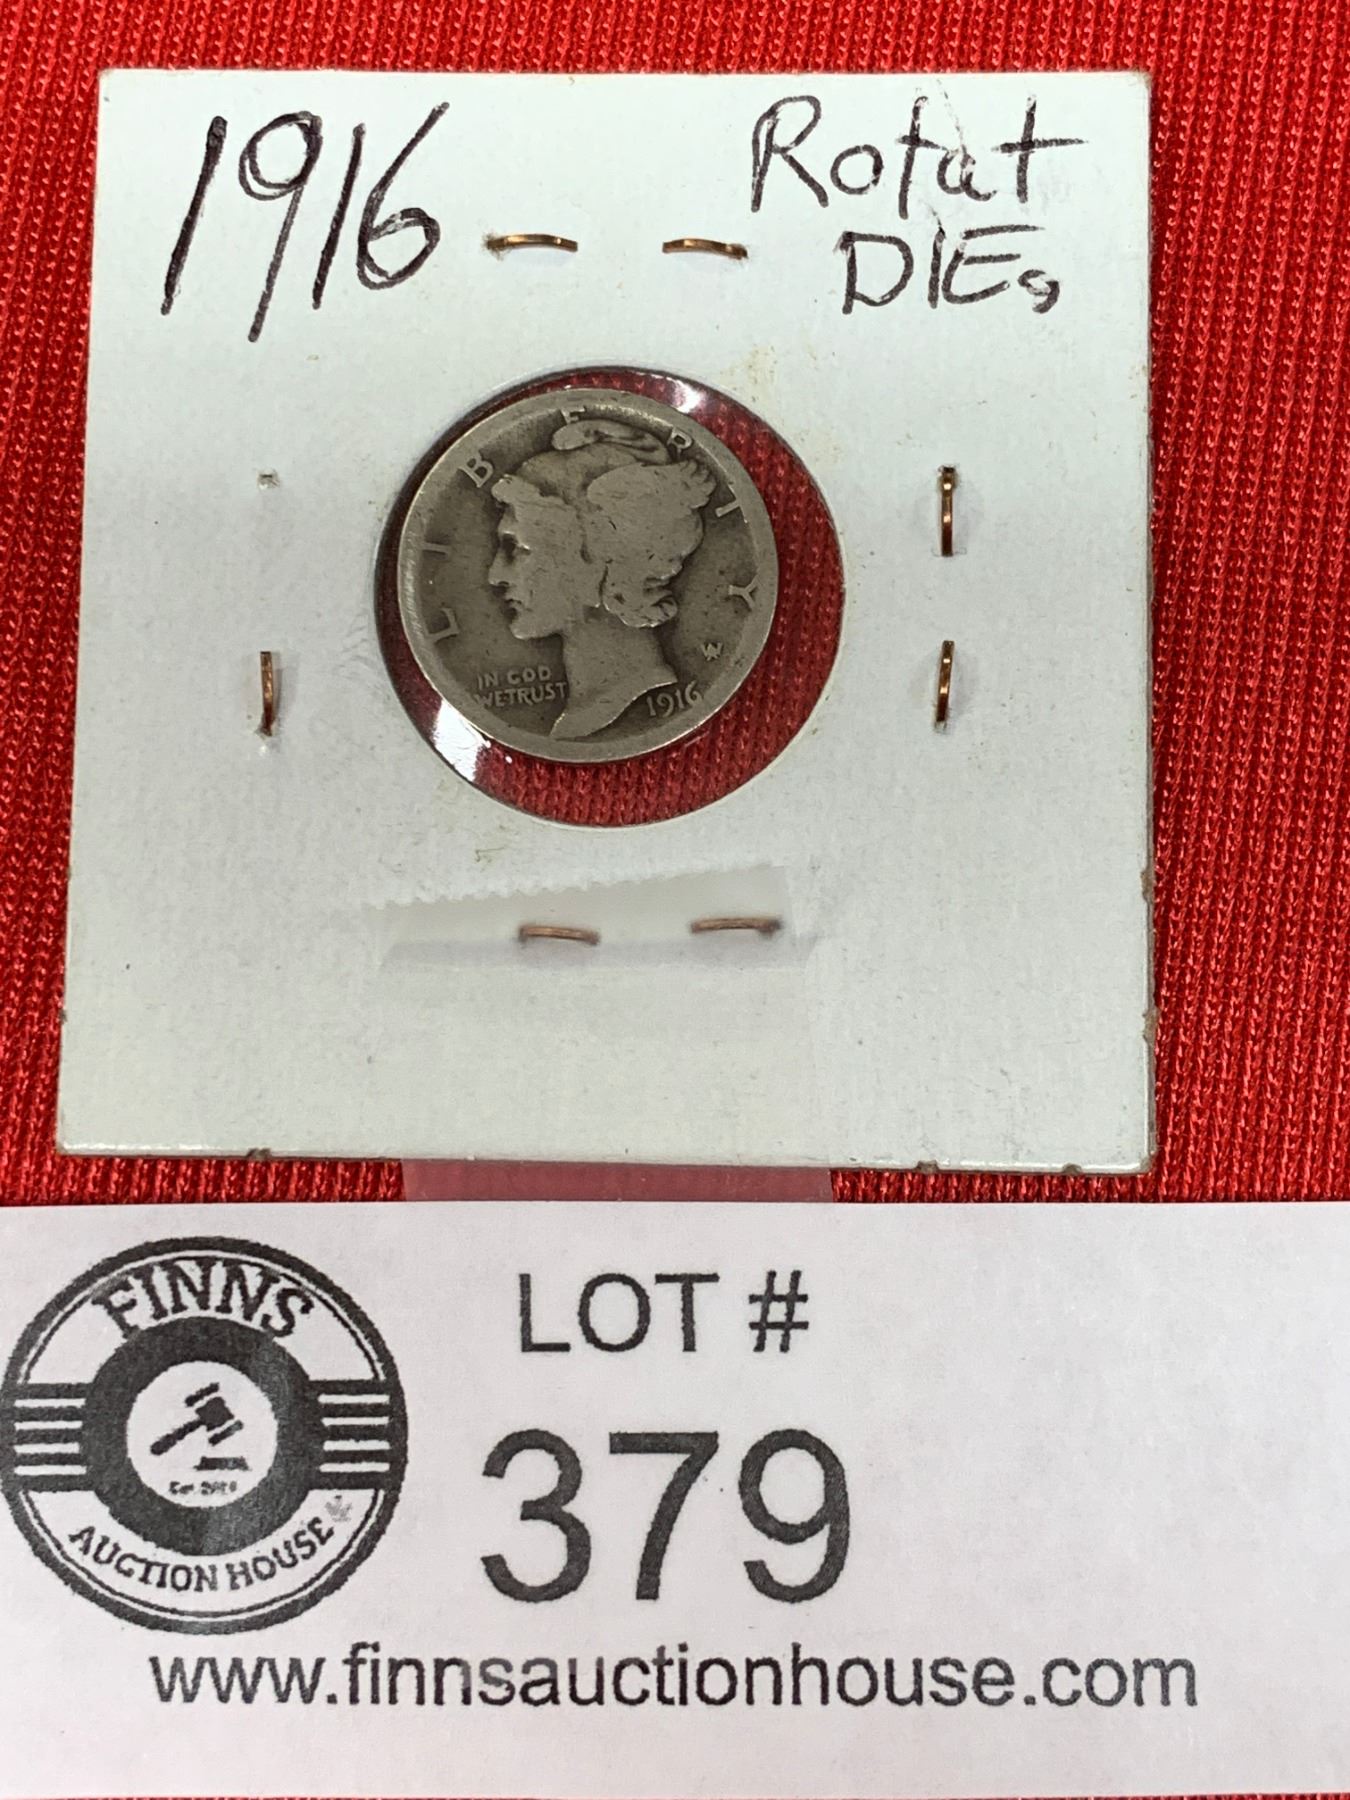 1916
Rotat
DIEs
LIBERTY
IN GOD
WE TRUST
1916
FINNS
AUCTION HOUSE
LOT #
379
www.finnsauctionhouse.com